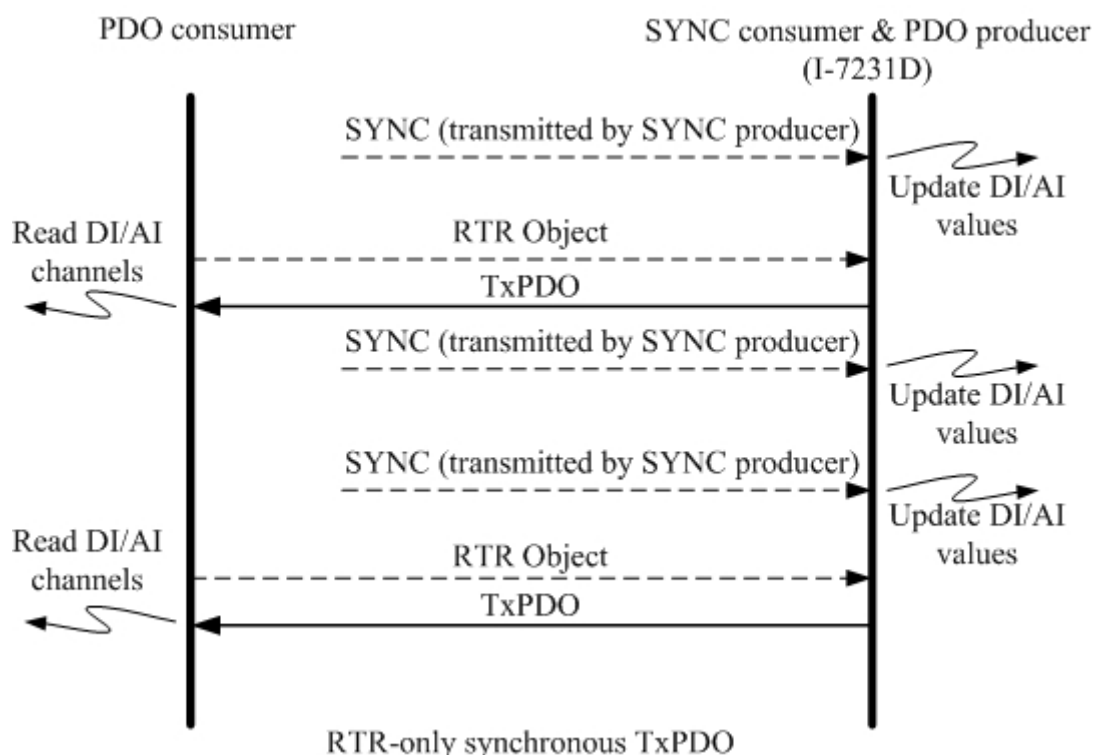 PDO consumer
SYNC consumer & PDO producer
(I-7231D)
SYNC (transmitted by SYNC producer)
Update DI/AI
values
Read DI/AI
channels
RTR Object
TxPDO
SYNC (transmitted by SYNC producer)
Update DI/AI
values
SYNC (transmitted by SYNC producer)
Update DI/AI
values
Read DI/AI
channels
RTR Object
TxPDO
RTR-only synchronous TxPDO